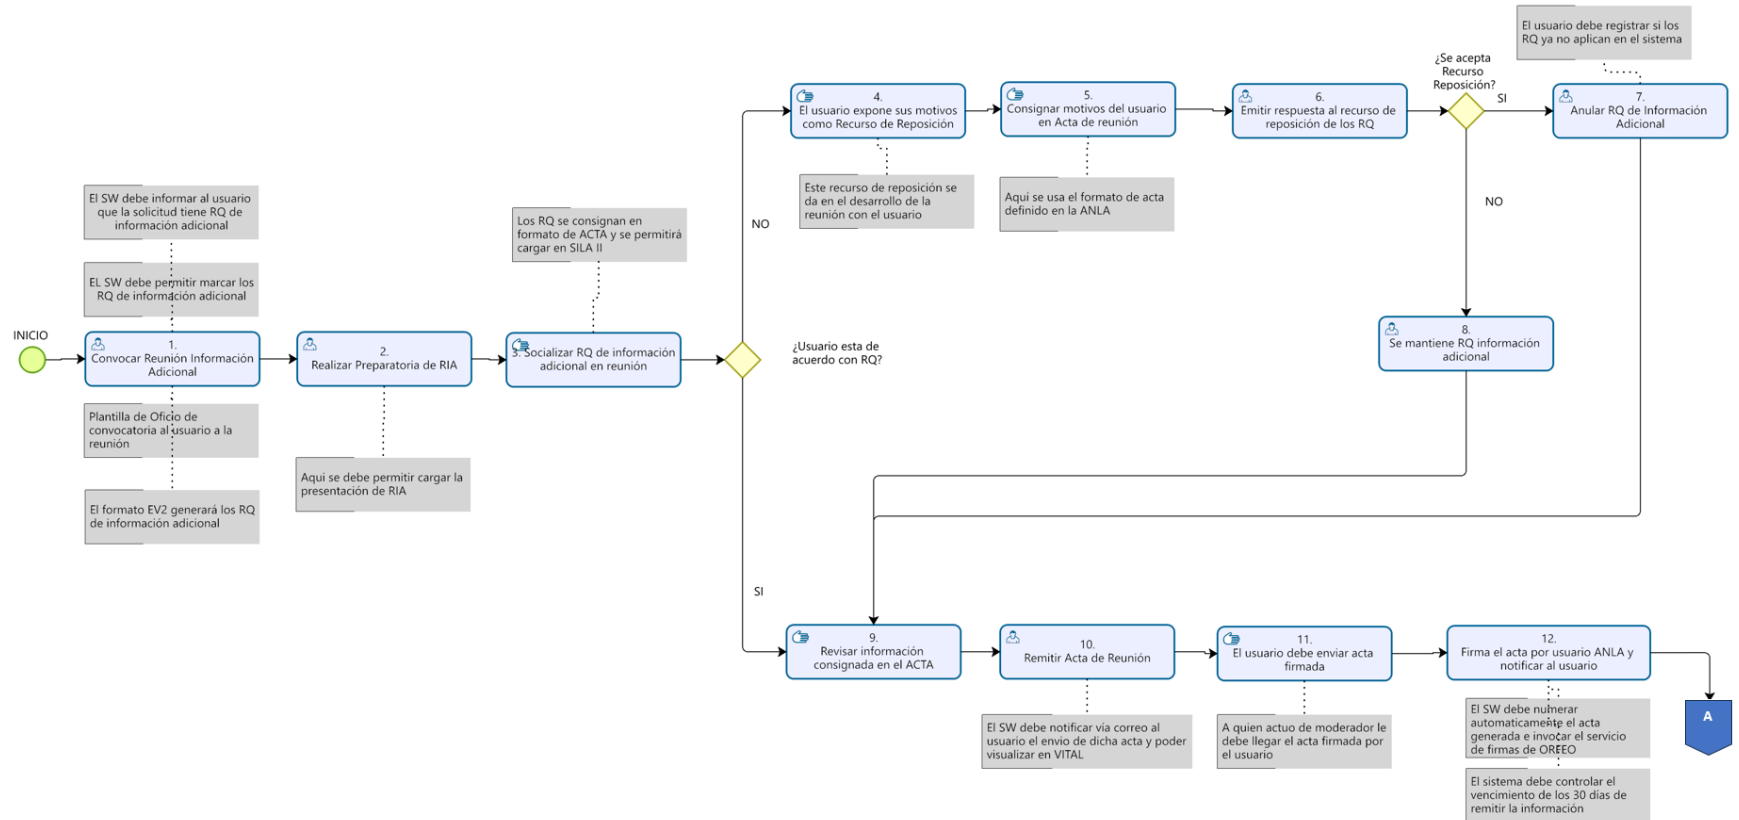 El SW debe informar al usuario
que la solicitud tiene RQ de
información adicional
EL SW debe permitir marcar los
RQ de información adicional
INICIO
1.
Convocar Reunión Información
Adicional
Plantilla de Oficio de
convocatoria al usuario a la
reunión
El formato EV2 generará los RQ
de información adicional
2.
Realizar Preparatoria de RIA
Aqui se debe permitir cargar la
presentación de RIA
Los RQ se consignan en
formato de ACTA y se permitirá
cargar en SILA II
3. Socializar RQ de información
adicional en reunión
¿Usuario esta de
acuerdo con RQ?
NO
SI
4.
El usuario expone sus motivos
como Recurso de Reposición
Este recurso de reposición se
da en el desarrollo de la
reunión con el usuario
5.
Consignar motivos del usuario
en Acta de reunión
Aqui se usa el formato de acta
definido en la ANLA
6.
Emitir respuesta al recurso de
reposición de los RQ
¿Se acepta
Recurso
Reposición?
SI
NO
El usuario debe registrar si los
RQ ya no aplican en el sistema
7.
Anular RQ de Información
Adicional
8.
Se mantiene RQ información
adicional
9.
Revisar información
consignada en el ACTA
10.
Remitir Acta de Reunión
El SW debe notificar vía correo al
usuario el envio de dicha acta y poder
visualizar en VITAL
11.
El usuario debe enviar acta
firmada
A quien actuo de moderador le
debe llegar el acta firmada por
el usuario
12.
Firma el acta por usuario ANLA y
notificar al usuario
El SW debe numerar
automaticamente el acta
generada e invocar el servicio
de firmas de ORFEO
El sistema debe controlar el
vencimiento de los 30 días de
remitir la información
A